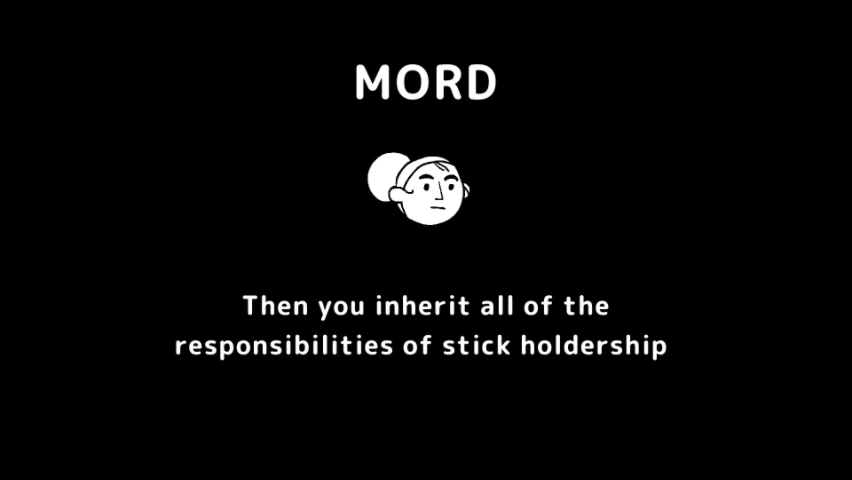 MORD
Then you inherit all of the
responsibilities of stick holdership